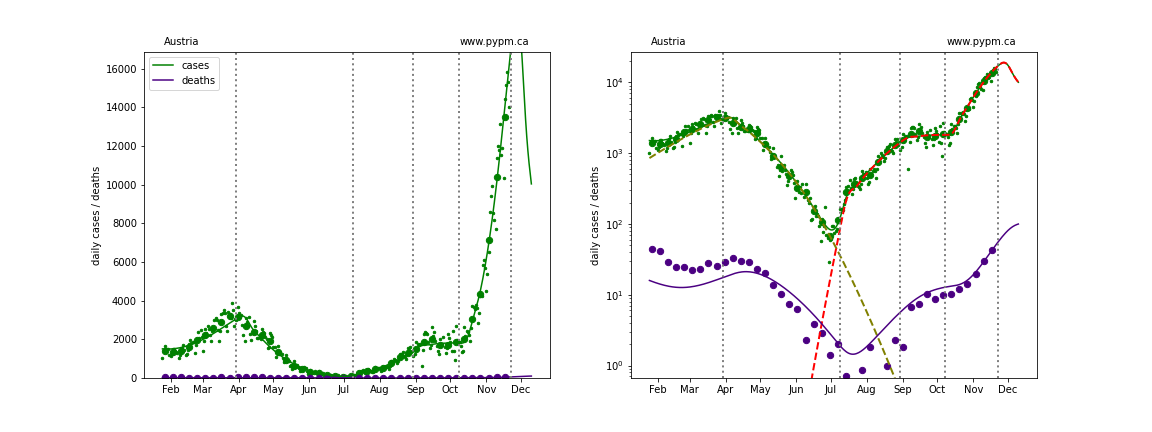 Austria www.pypm.ca
cases
deaths
daily cases / deaths
16000
14000
12000
10000
8000
6000
4000
2000
0
Feb Mar Apr May Jun Jul Aug Sep Oct Nov Dec
Austria www.pypm.ca
daily cases / deaths
10⁴
10³
10²
10¹
10⁰
Feb Mar Apr May Jun Jul Aug Sep Oct Nov Dec